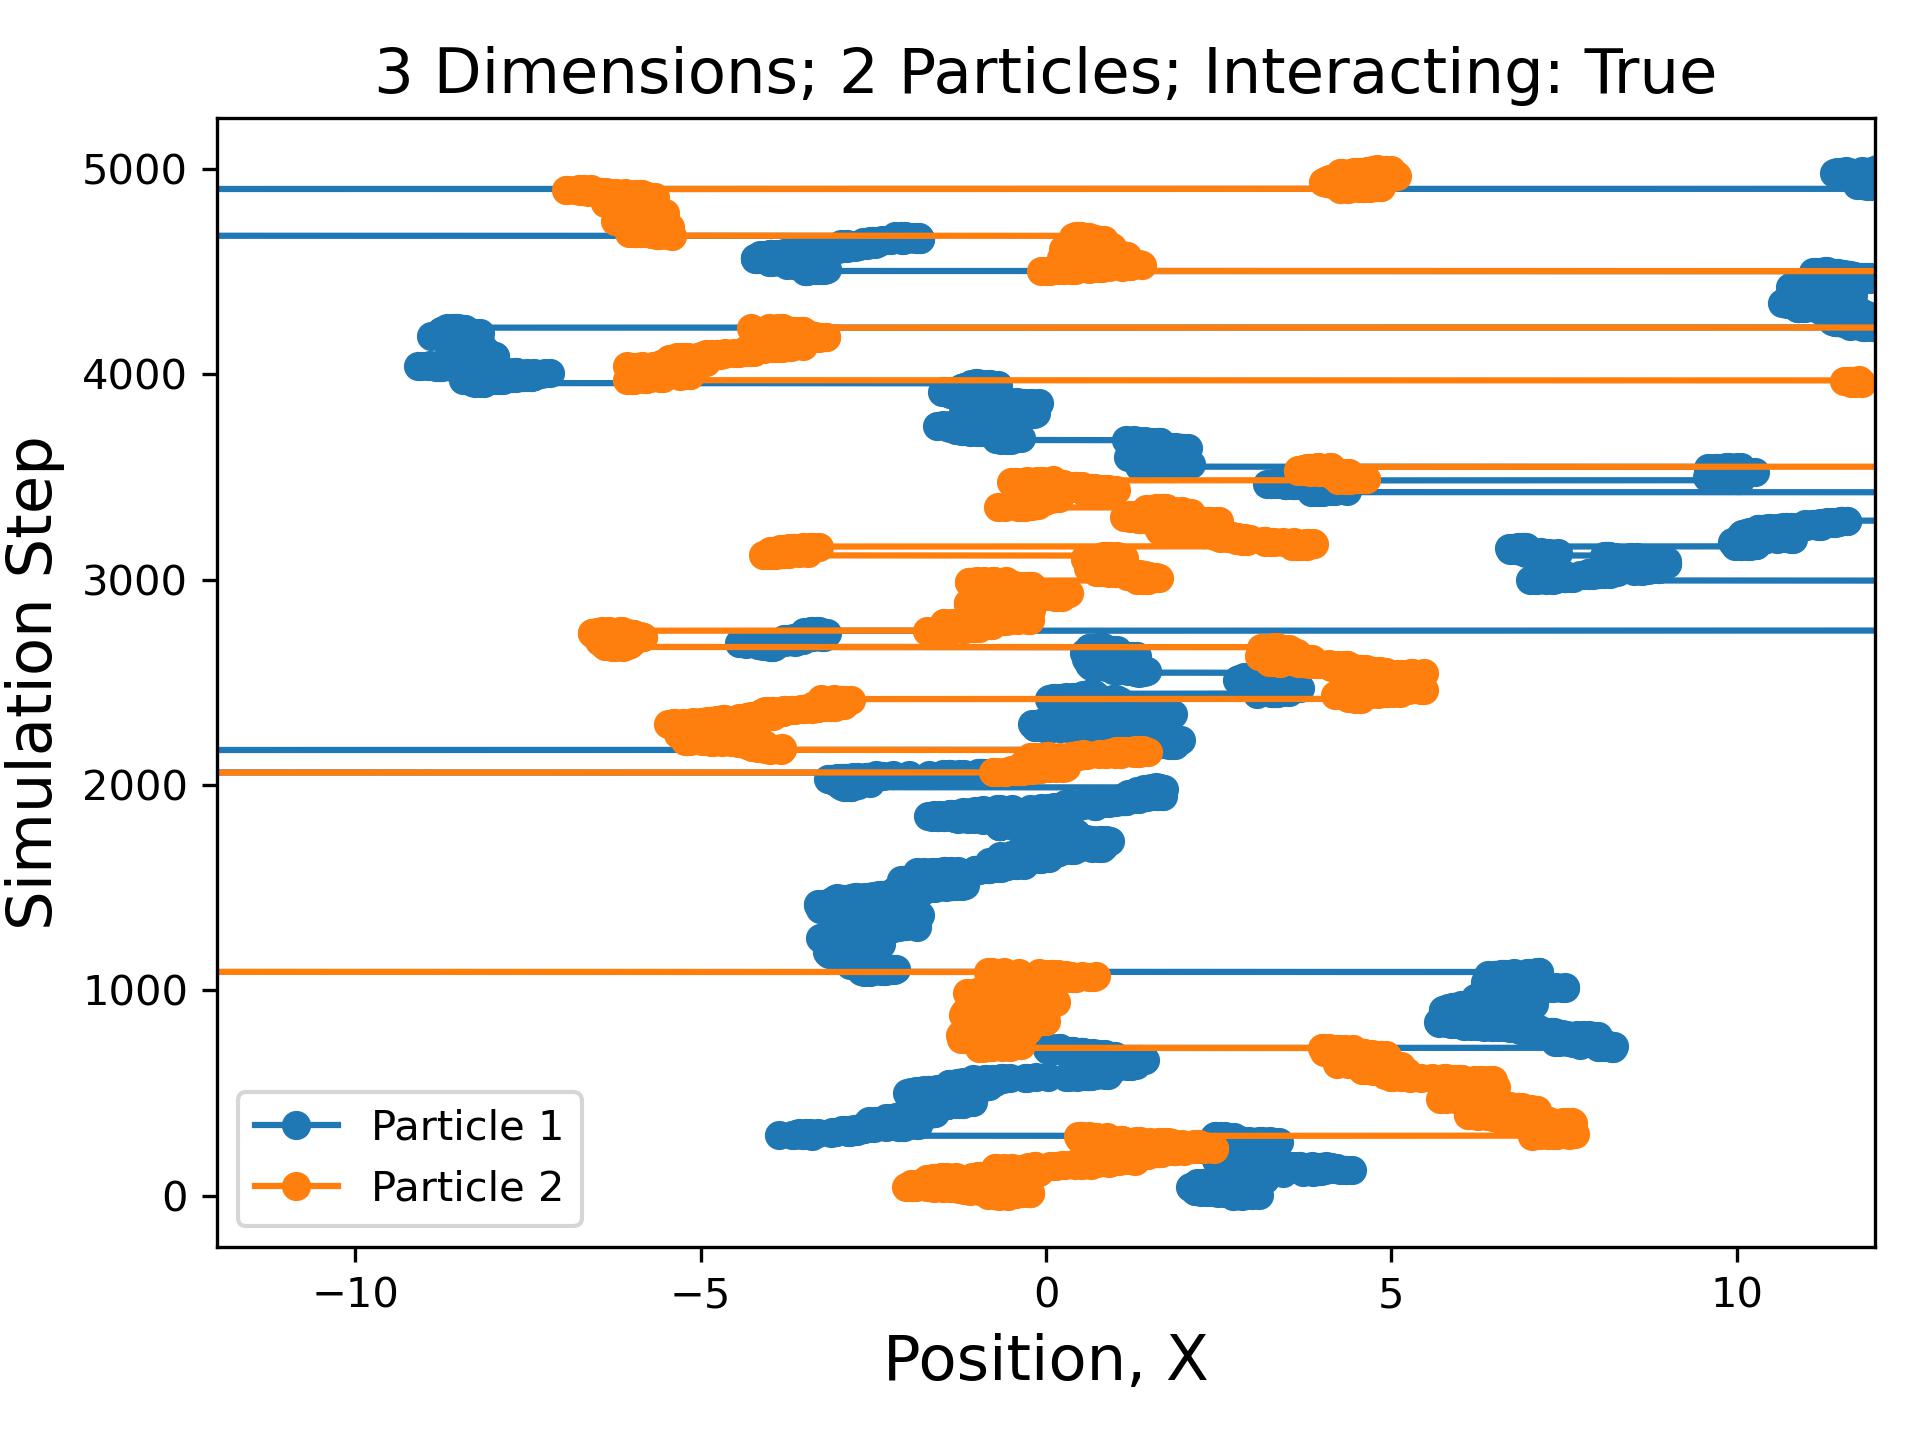 3 Dimensions; 2 Particles; Interacting: True
Simulation Step
5000
4000
3000
2000
1000
0
Particle 1
Particle 2
−10
−5
0
5
10
Position, X